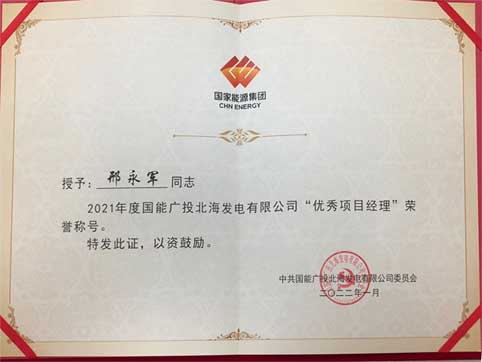 国家能源集团
CHN ENERGY
授予：邢永军 同志
2021年度国能广投北海发电有限公司“优秀项目经理”荣
誉称号。
特发此证，以资鼓励。
中共国能广投北海发电有限公司委员会
二〇二二年一月